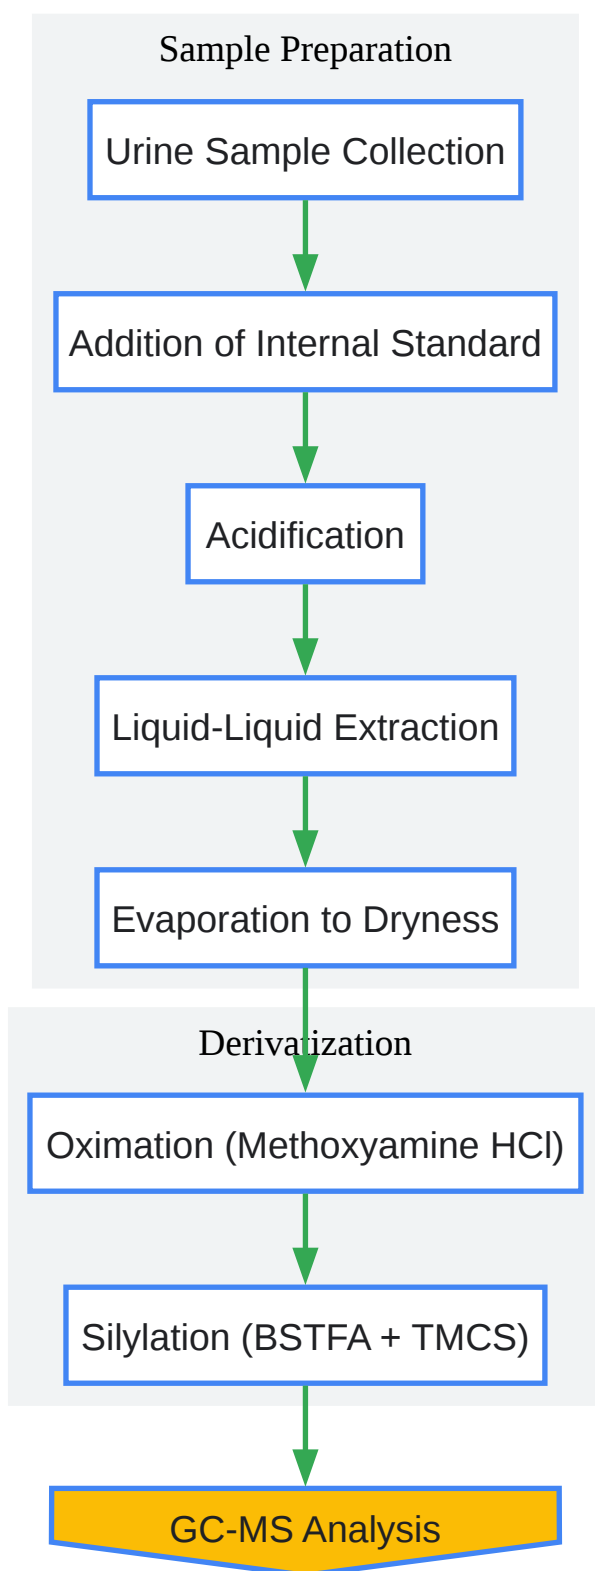 Sample Preparation
Urine Sample Collection
Addition of Internal Standard
Acidification
Liquid-Liquid Extraction
Evaporation to Dryness
Derivatization
Oximation (Methoxyamine HCl)
Silylation (BSTFA + TMCS)
GC-MS Analysis